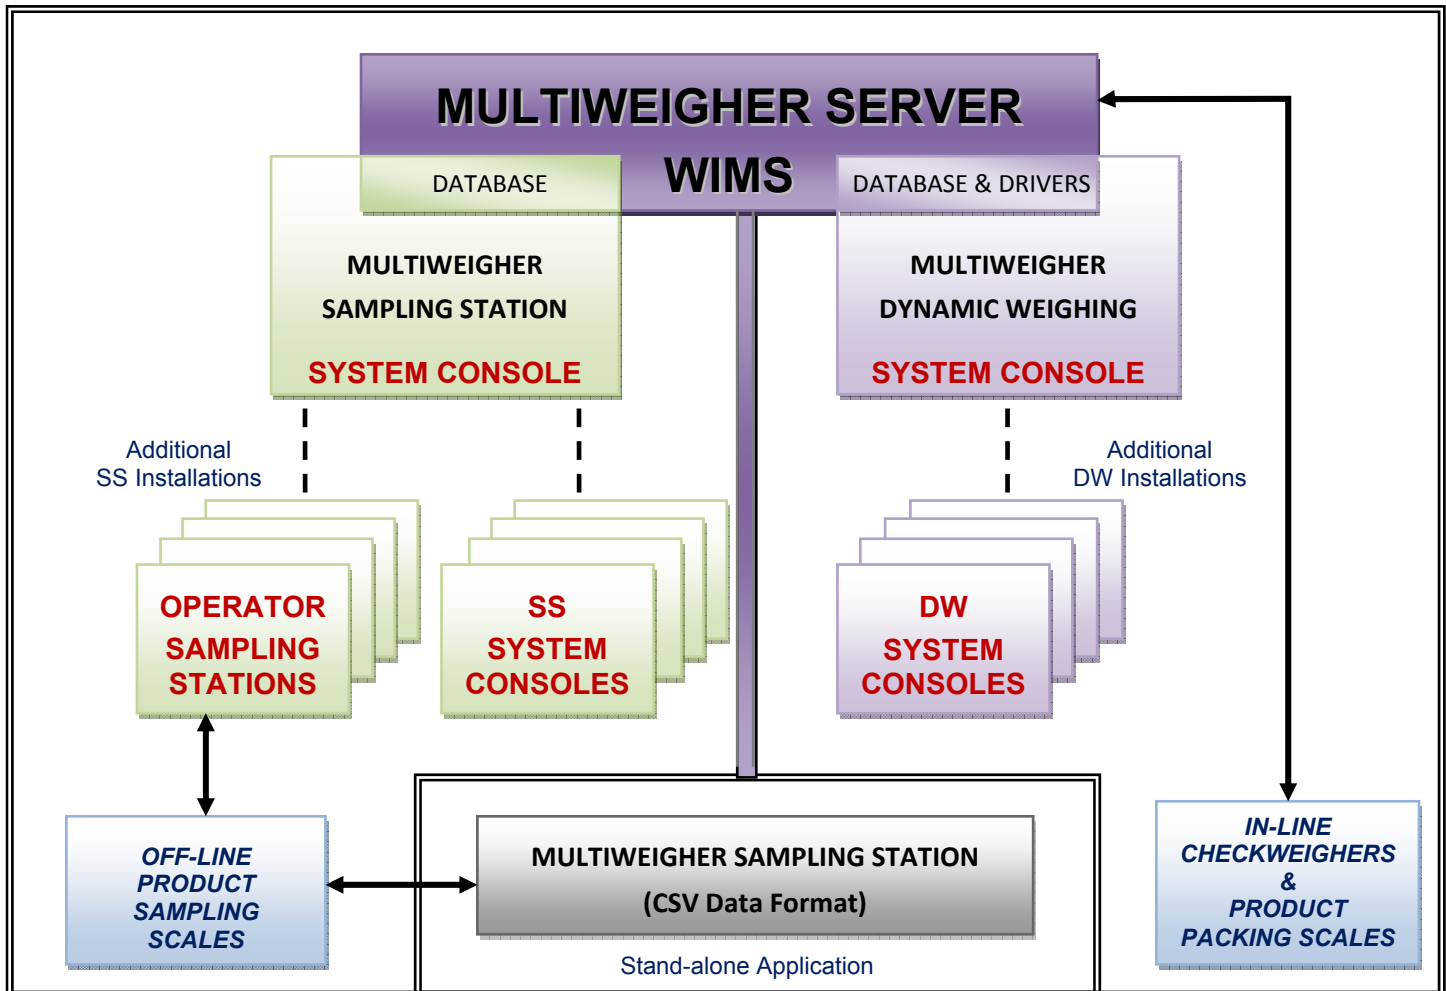 MULTIWEIGHER SERVER
WIMS
DATABASE
DATABASE & DRIVERS
MULTIWEIGHER
SAMPLING STATION
SYSTEM CONSOLE
MULTIWEIGHER
DYNAMIC WEIGHING
SYSTEM CONSOLE
Additional
SS Installations
Additional
DW Installations
OPERATOR
SAMPLING
STATIONS
SS
SYSTEM
CONSOLES
DW
SYSTEM
CONSOLES
OFF-LINE
PRODUCT
SAMPLING
SCALES
MULTIWEIGHER SAMPLING STATION
(CSV Data Format)
Stand-alone Application
IN-LINE
CHECKWEIGHERS
&
PRODUCT
PACKING SCALES